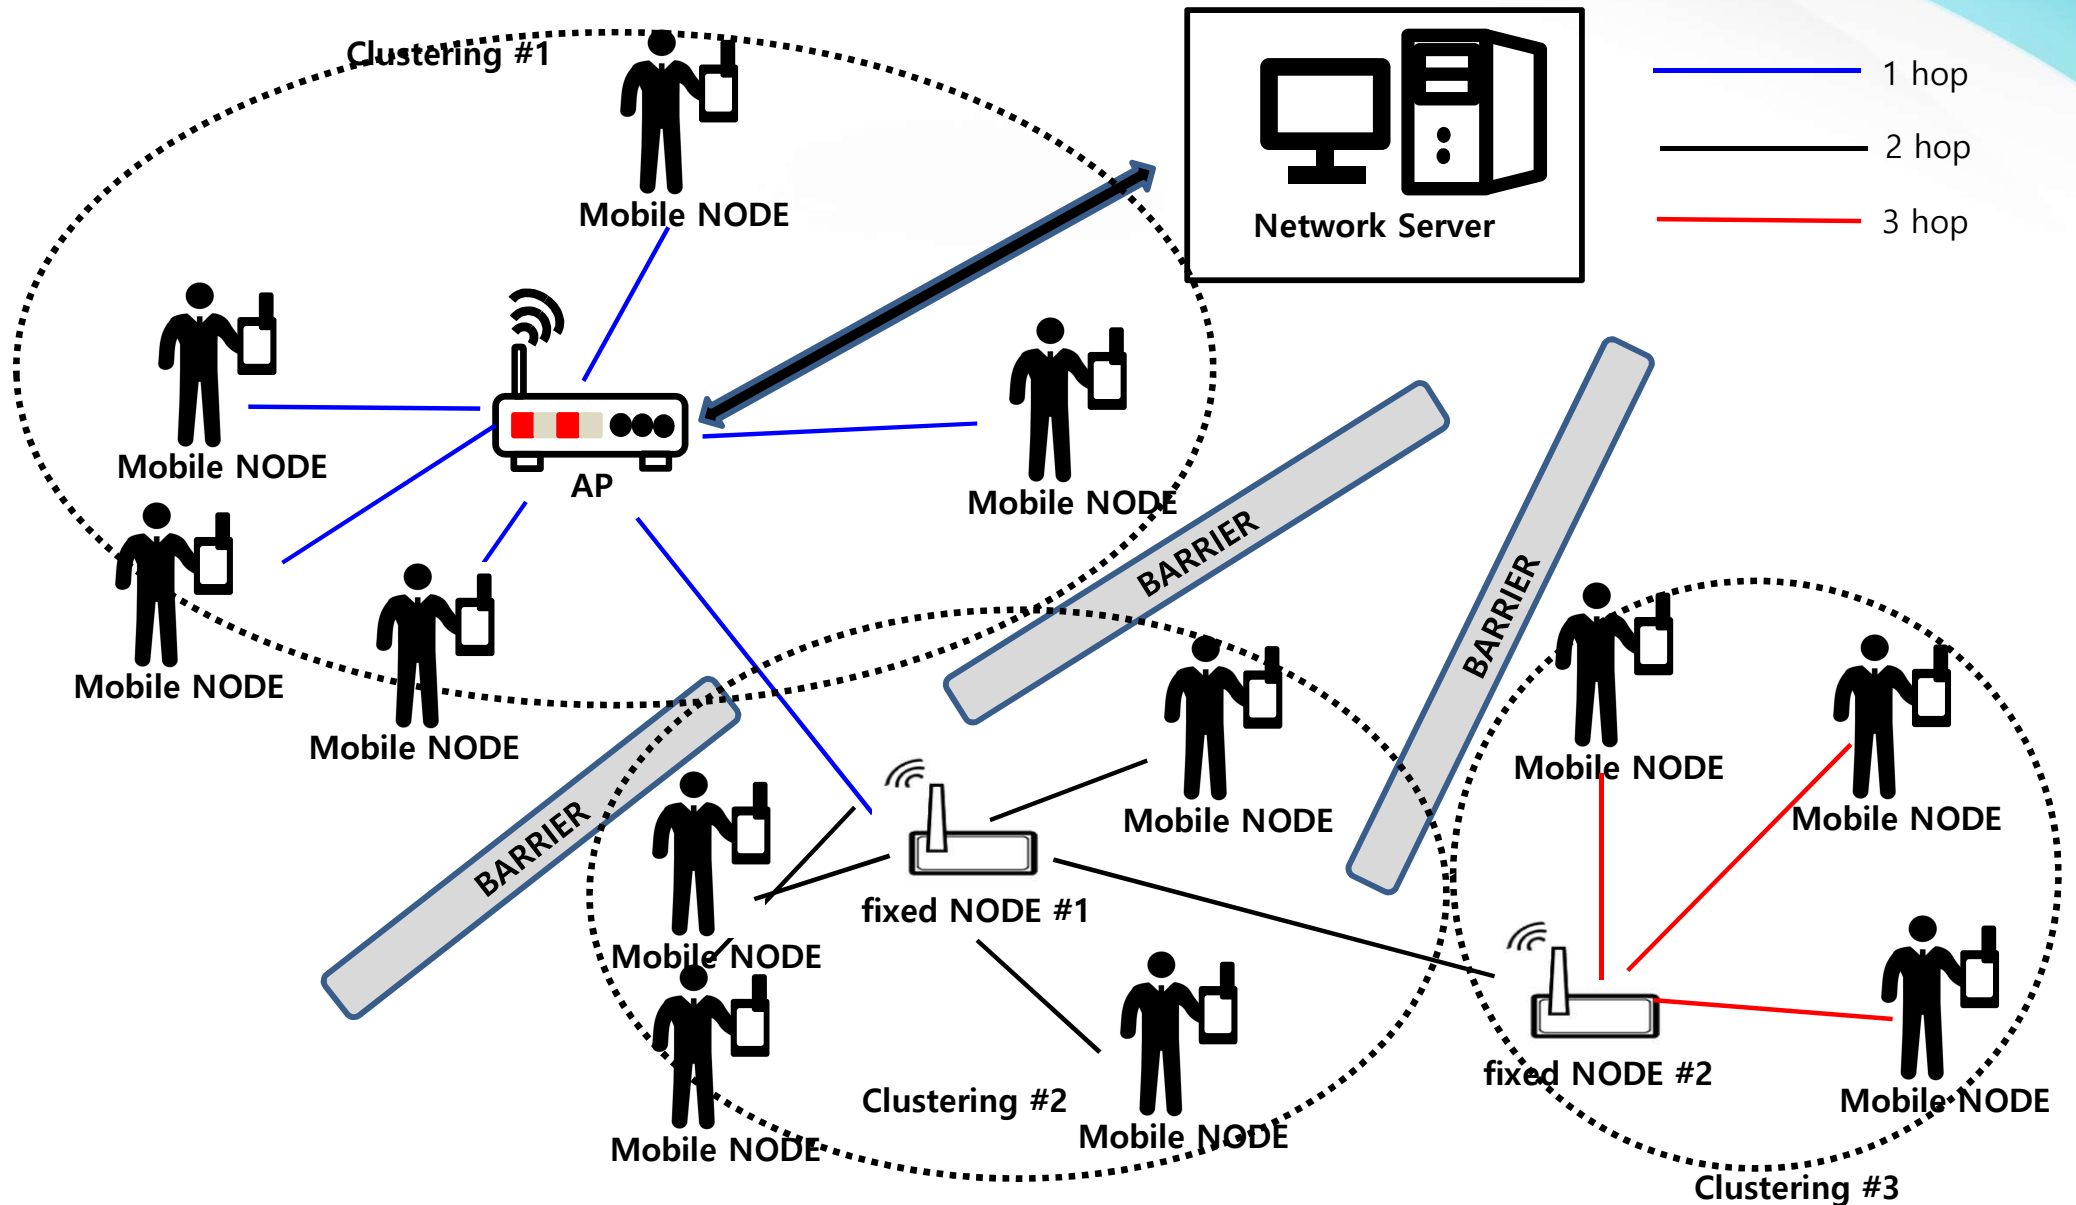 Clustering #1
1 hop
2 hop
Mobile NODE
Network Server
3 hop
Mobile NODE
AP
Mobile NODE
BARRIER
BARRIER
Mobile NODE
Mobile NODE
Mobile NODE
Mobile NODE
Mobile NODE
BARRIER
fixed NODE #1
Mobile NODE
fixed NODE #2
Clustering #2
Mobile NODE
Mobile NODE
Mobile NODE
Clustering #3